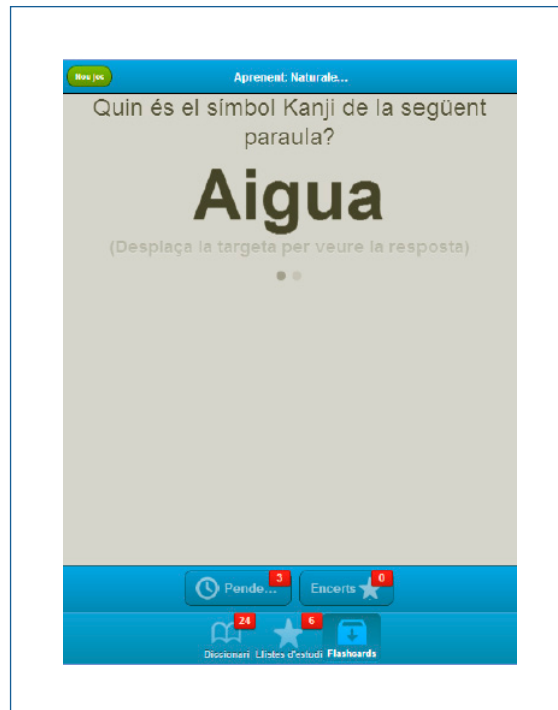 Nou joc
Aprenent: Naturale...
Quin és el símbol Kanji de la següent
paraula?
Aigua
(Desplaça la targeta per veure la resposta)
Pende... 3
Encerts 0
24
6
Diccionari Llistes d'estudi Flashcards